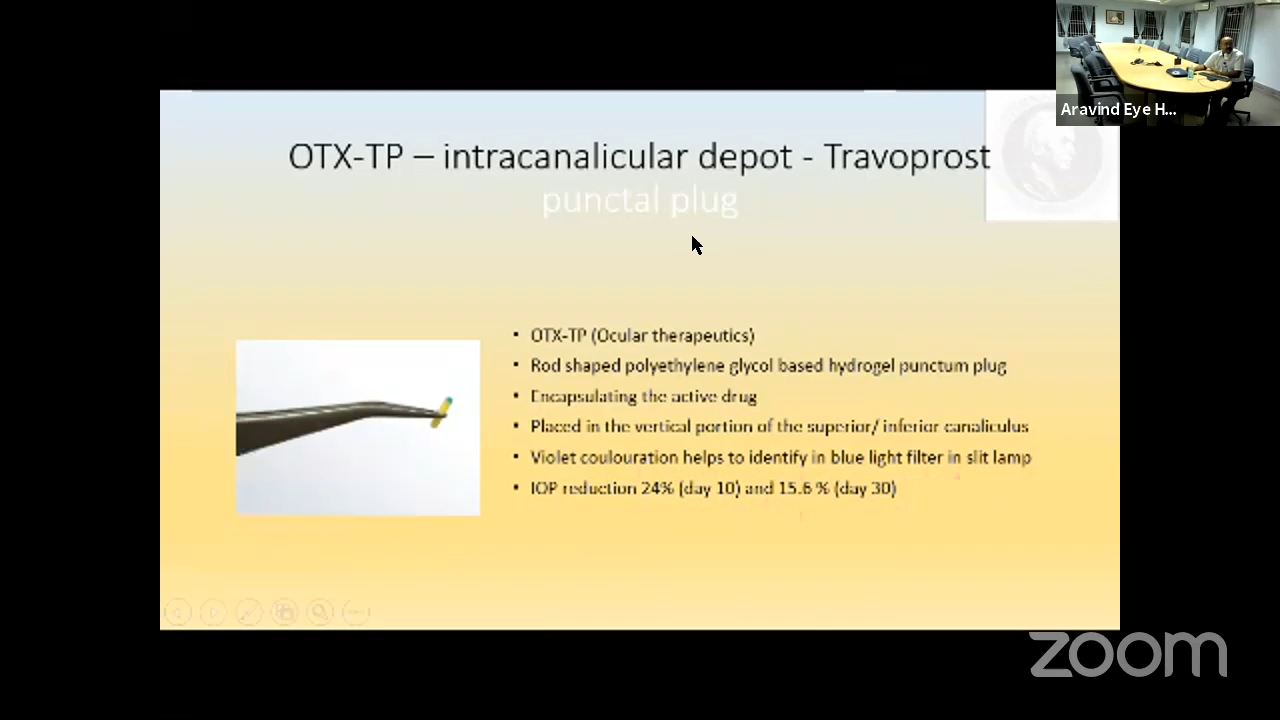 Aravind Eye H...
OTX-TP – intracanalicular depot - Travoprost
punctal plug
• OTX-TP (Ocular therapeutics)
• Rod shaped polyethylene glycol based hydrogel punctum plug
• Encapsulating the active drug
• Placed in the vertical portion of the superior/ inferior canaliculus
• Violet coulouration helps to identify in blue light filter in slit lamp
• IOP reduction 24% (day 10) and 15.6 % (day 30)
zoom